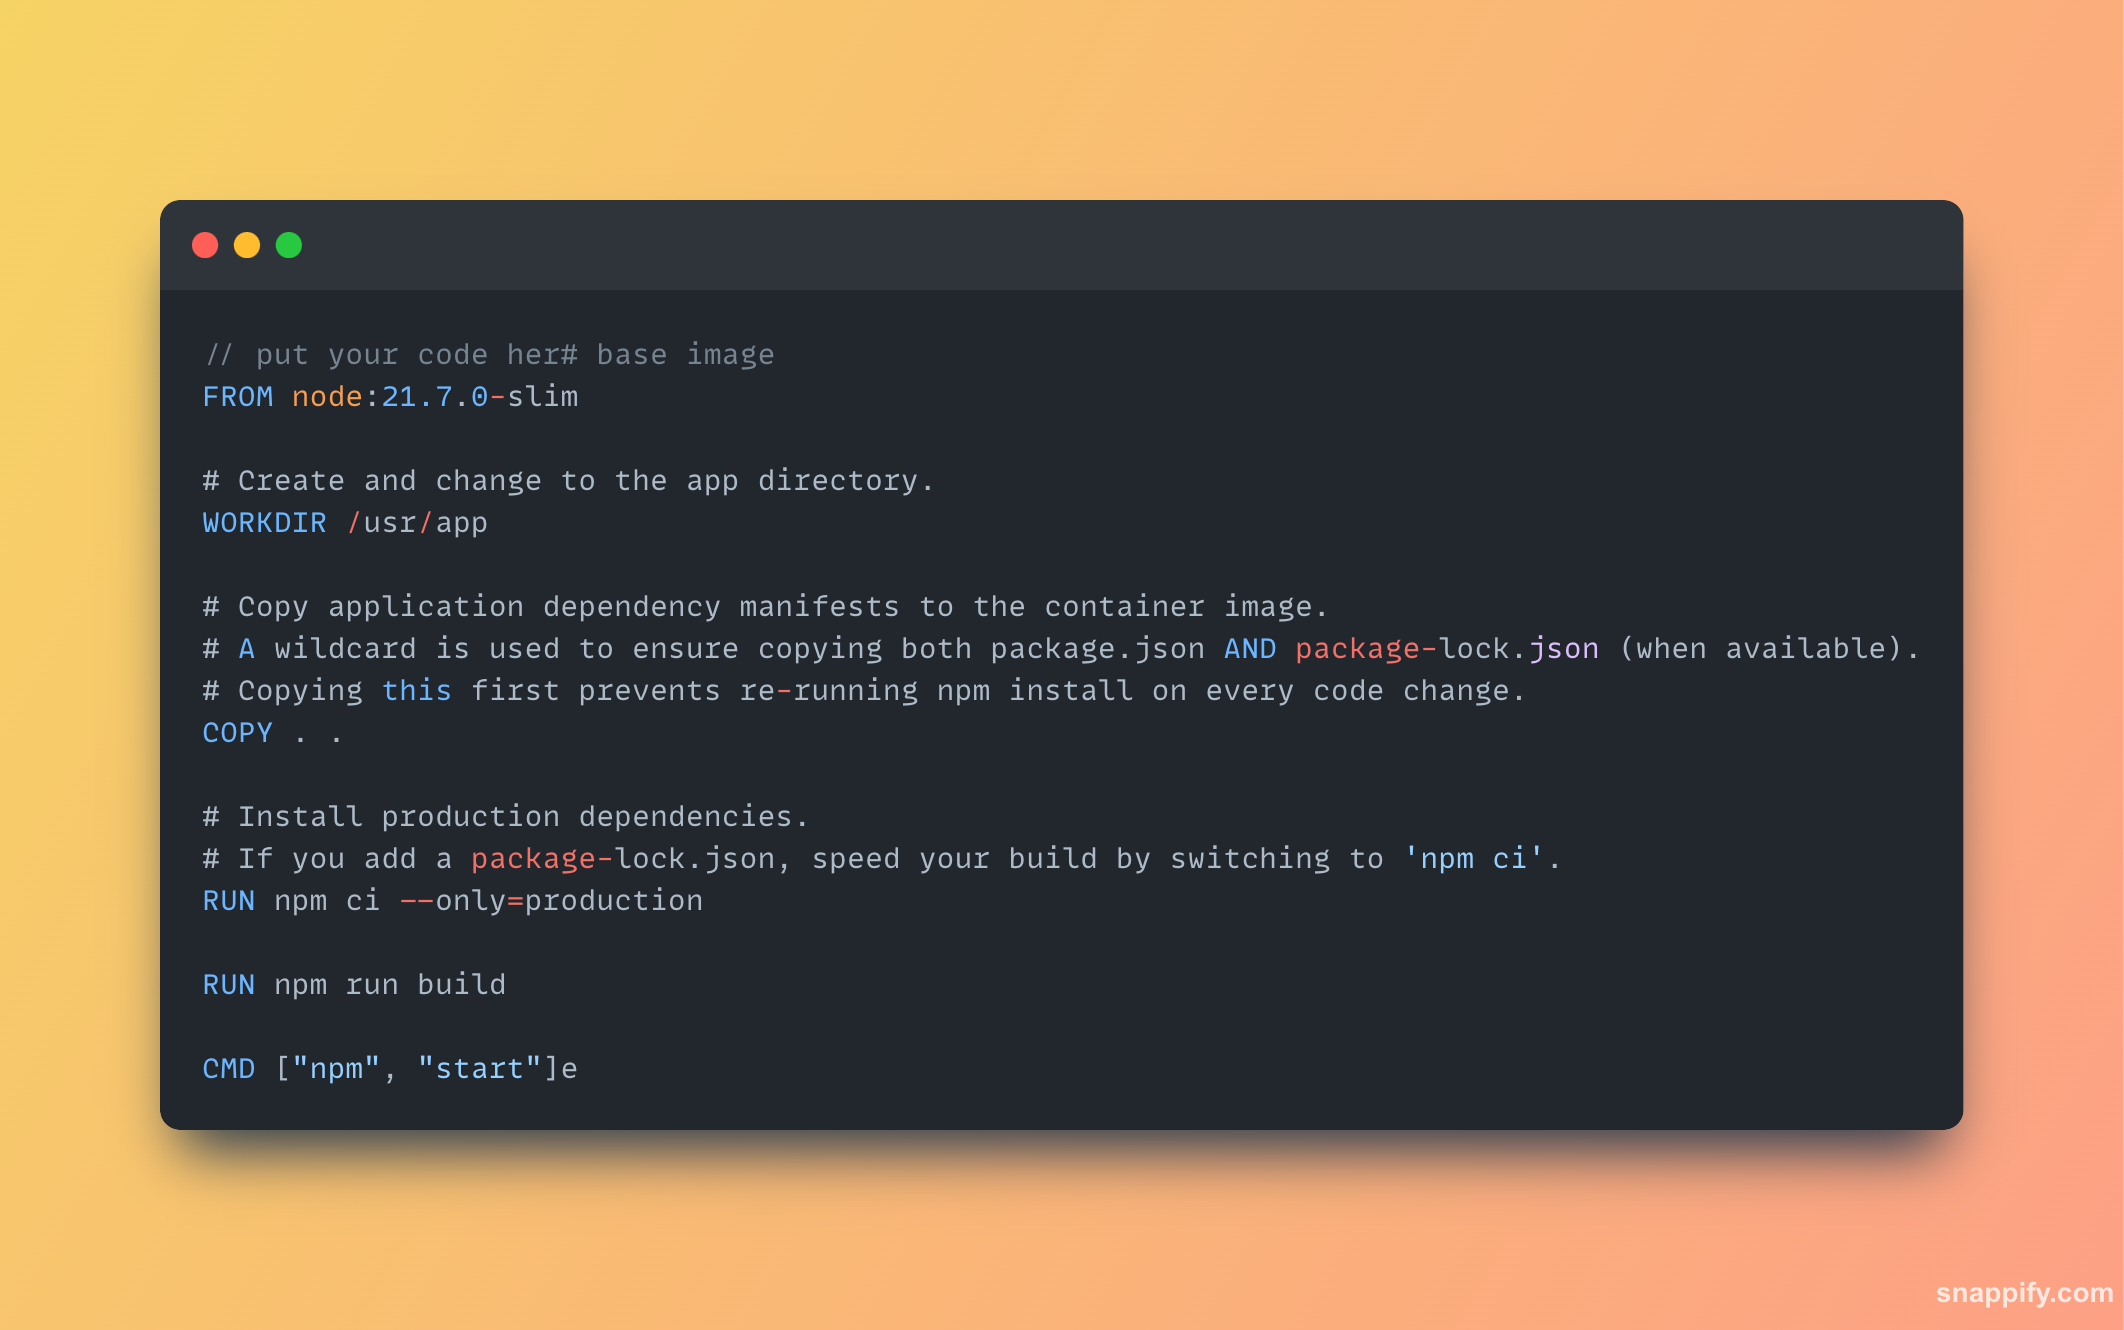 // put your code her# base image
FROM node:21.7.0-slim
# Create and change to the app directory.
WORKDIR /usr/app
# Copy application dependency manifests to the container image.
# A wildcard is used to ensure copying both package.json AND package-lock.json (when available).
# Copying this first prevents re-running npm install on every code change.
COPY . .
# Install production dependencies.
# If you add a package-lock.json, speed your build by switching to 'npm ci'.
RUN npm ci --only=production
RUN npm run build
CMD ["npm", "start"]e
snappify.com